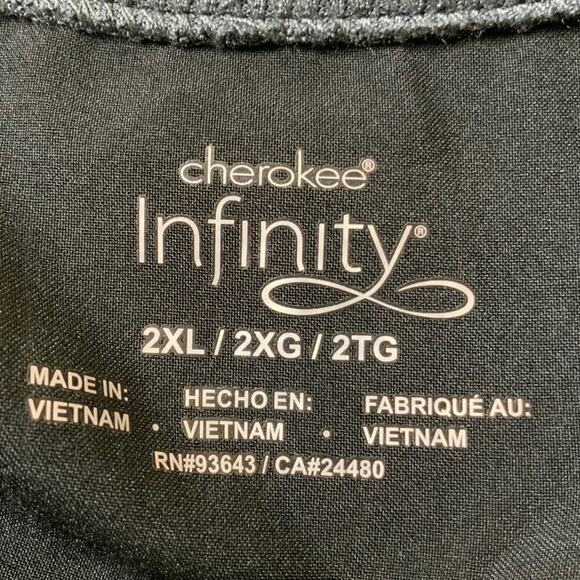 cherokee®
Infinity®
2XL / 2XG / 2TG
MADE IN: HECHO EN: FABRIQUÉ AU:
VIETNAM • VIETNAM • VIETNAM
RN#93643 / CA#24480